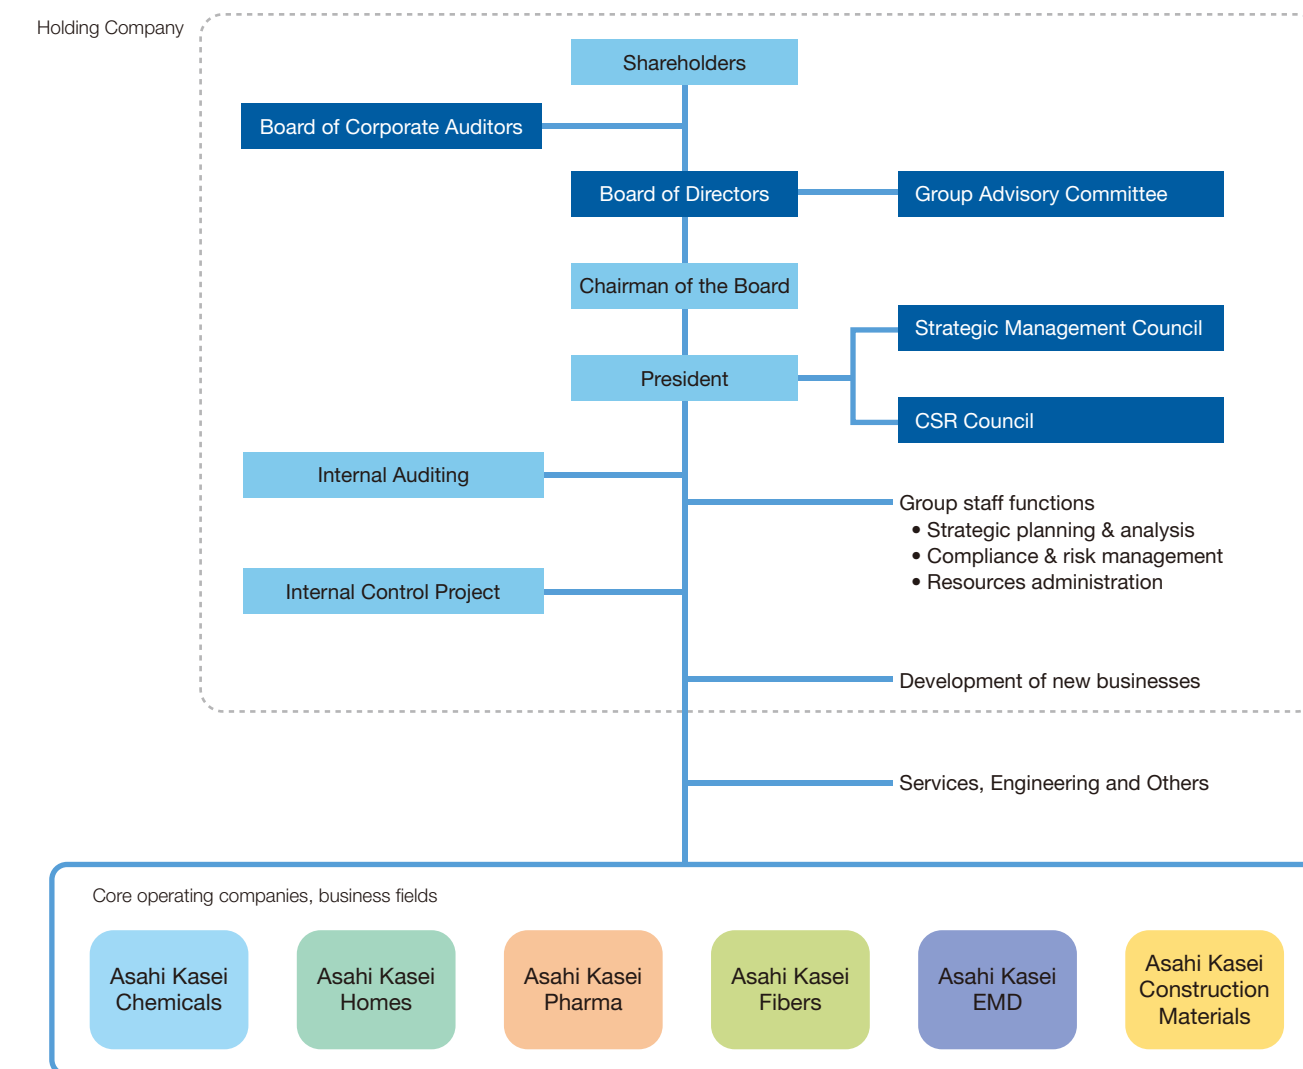 Holding Company
Shareholders
Board of Corporate Auditors
Board of Directors
Group Advisory Committee
Chairman of the Board
Strategic Management Council
President
CSR Council
Internal Auditing
Group staff functions
• Strategic planning & analysis
• Compliance & risk management
• Resources administration
Internal Control Project
Development of new businesses
Services, Engineering and Others
Core operating companies, business fields
Asahi Kasei
Chemicals
Asahi Kasei
Homes
Asahi Kasei
Pharma
Asahi Kasei
Fibers
Asahi Kasei
EMD
Asahi Kasei
Construction
Materials